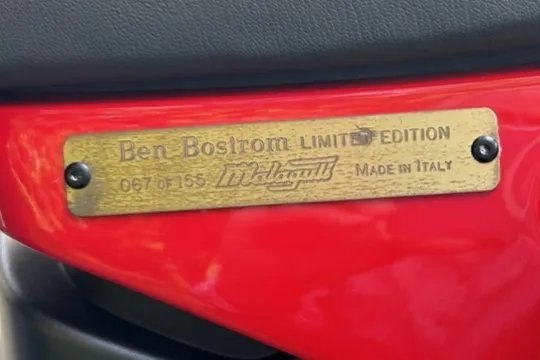 Ben Bostrom LIMITED EDITION
067 OF 155 Malaguti MADE IN ITALY